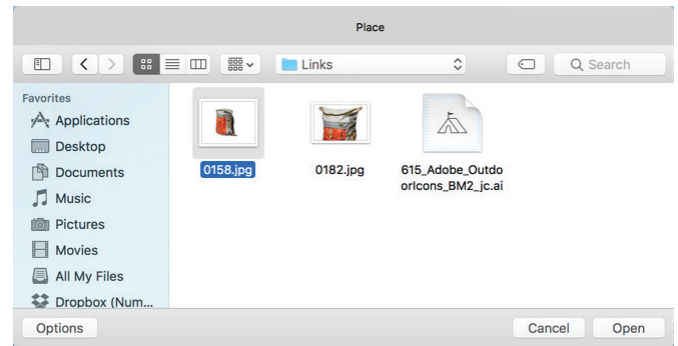 Place
Links
Search
Favorites
Applications
Desktop
Documents
Music
Pictures
Movies
All My Files
Dropbox (Num...
0158.jpg
0182.jpg
615_Adobe_Outdo
orIcons_BM2_jc.ai
Options
Cancel
Open